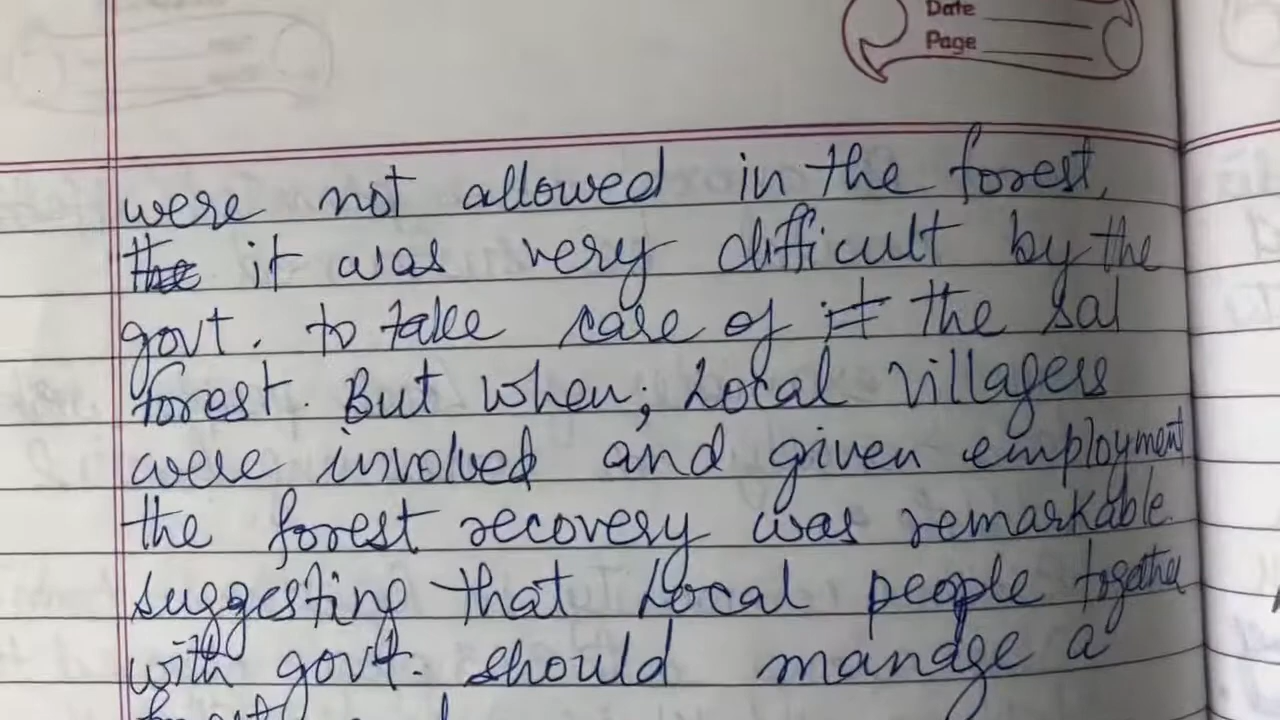 Date
Page
were not allowed in the forest,
it was very difficult by the
govt. to take care of the sal
forest. But when; Local villagers
were involved and given employment
the forest recovery was remarkable.
suggesting that Local people together
with govt. should manage a